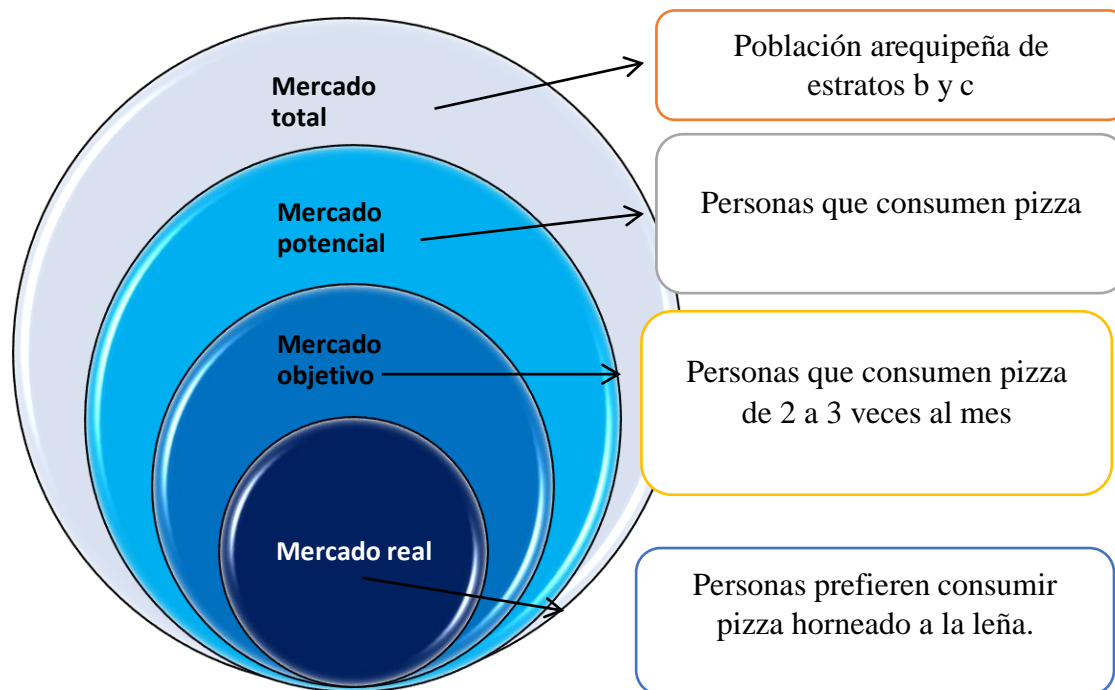 Mercado
total
Población arequipeña de
estratos b y c
Mercado
potencial
Personas que consumen pizza
Mercado
objetivo
Personas que consumen pizza
de 2 a 3 veces al mes
Mercado real
Personas prefieren consumir
pizza horneado a la leña.